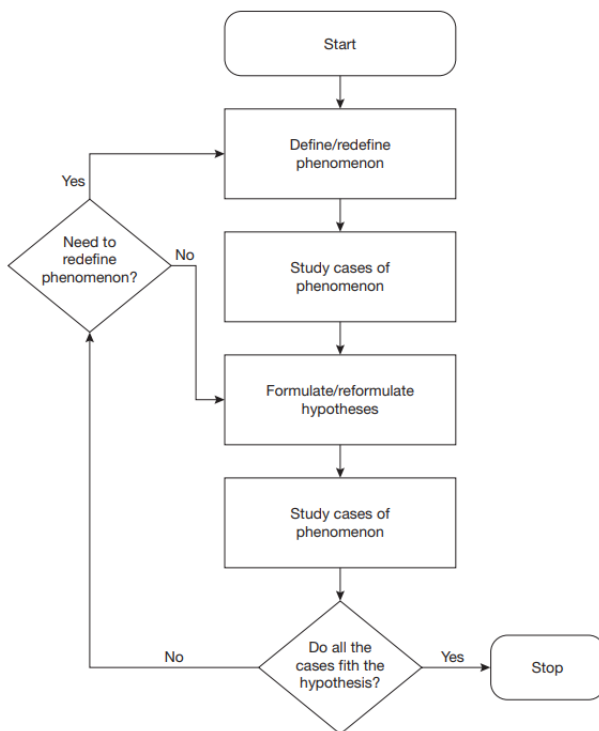 Start
Define/redefine
phenomenon
Yes
Need to
redefine
phenomenon?
No
Study cases of
phenomenon
Formulate/reformulate
hypotheses
Study cases of
phenomenon
Do all the
cases fith the
hypothesis?
No
Yes
Stop